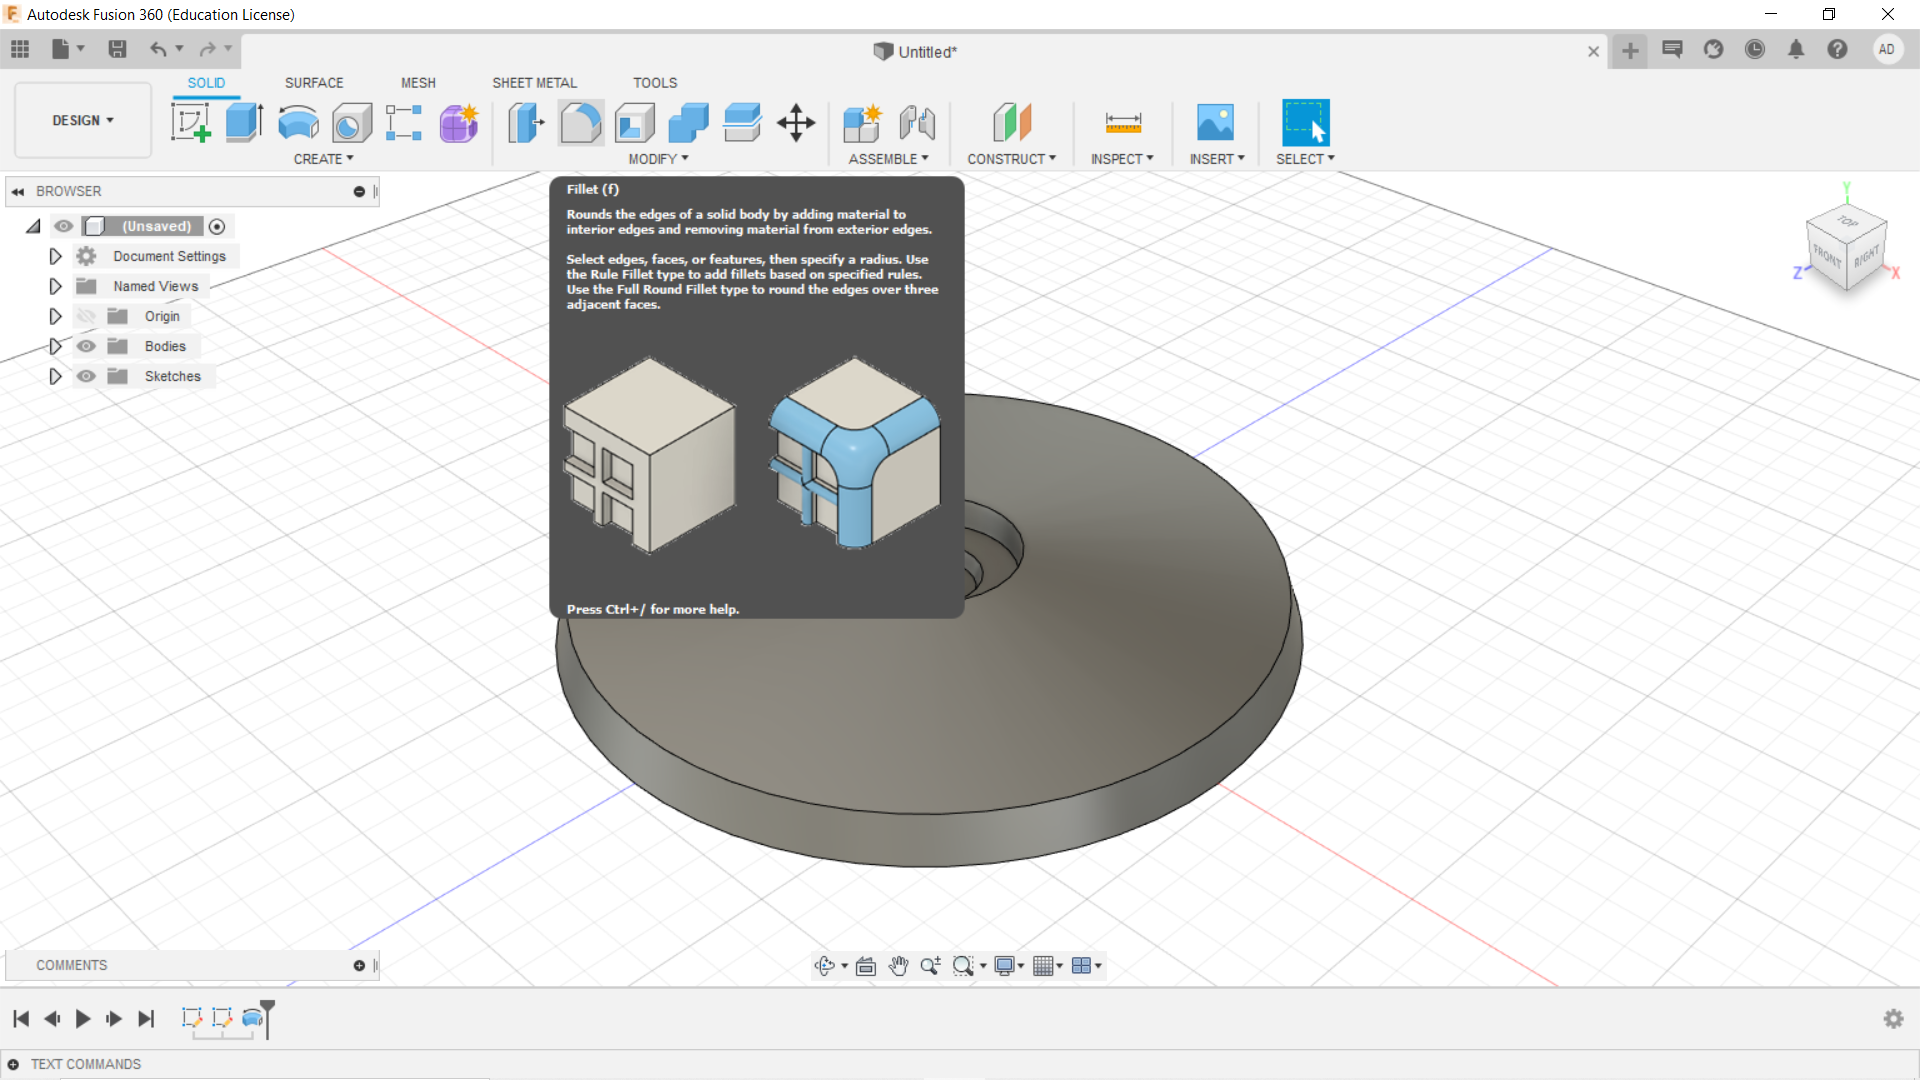 Autodesk Fusion 360 (Education License)
Untitled*
AD
DESIGN
SOLID
SURFACE
MESH
SHEET METAL
TOOLS
CREATE
MODIFY
ASSEMBLE
CONSTRUCT
INSPECT
INSERT
SELECT
BROWSER
(Unsaved)
Document Settings
Named Views
Origin
Bodies
Sketches
Fillet (f)
Rounds the edges of a solid body by adding material to
interior edges and removing material from exterior edges.
Select edges, faces, or features, then specify a radius. Use
the Rule Fillet type to add fillets based on specified rules.
Use the Full Round Fillet type to round the edges over three
adjacent faces.
Press Ctrl+/ for more help.
Y
TOP
FRONT
RIGHT
Z
X
COMMENTS
TEXT COMMANDS